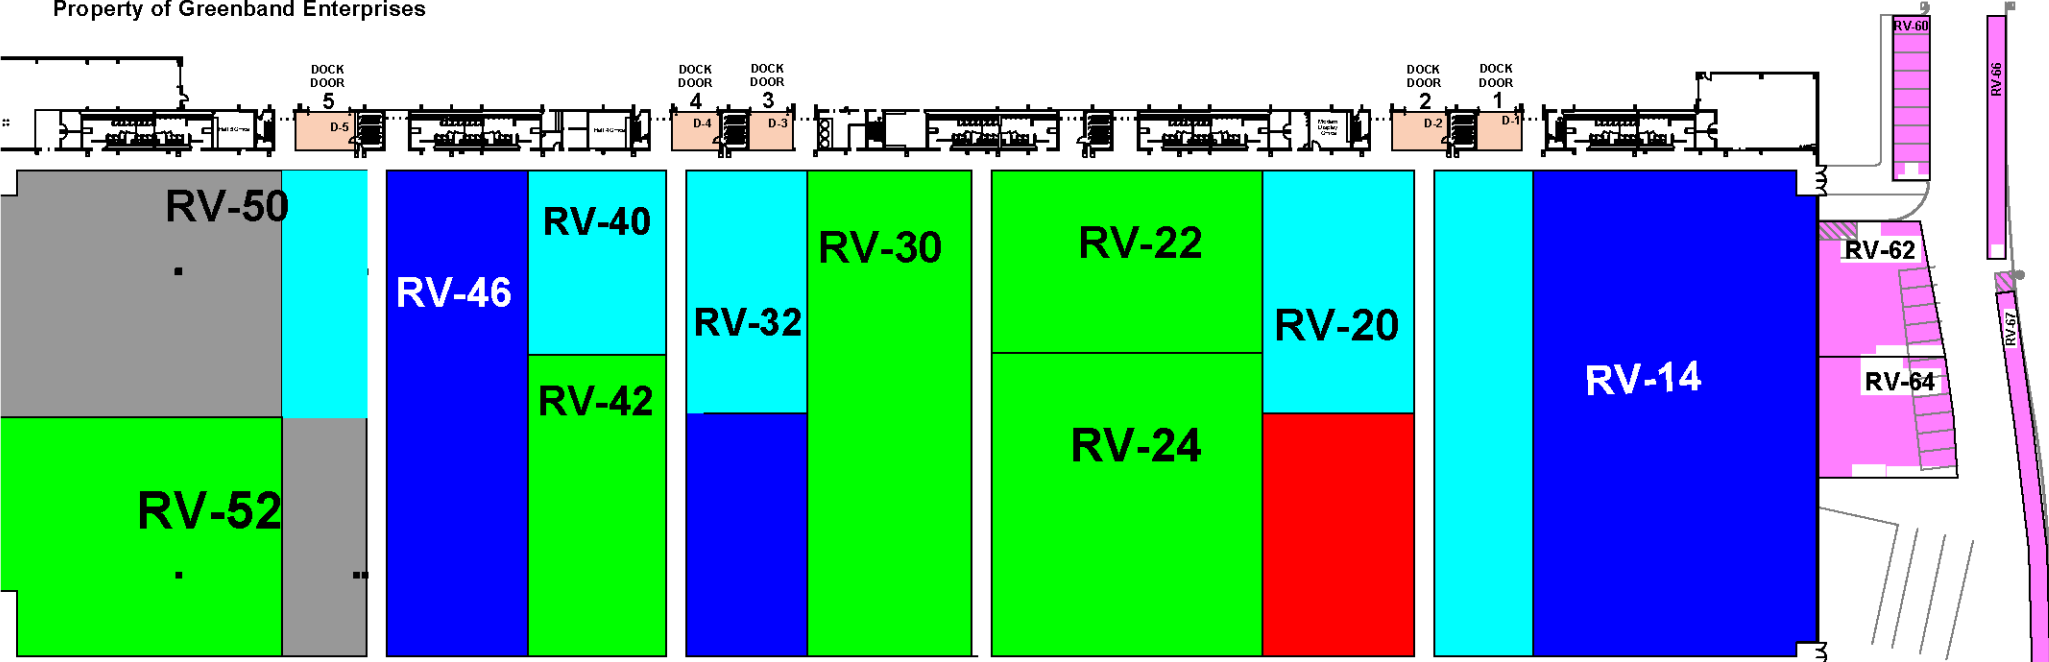 Property of Greenband Enterprises
RV-60
RV-66
DOCK
DOOR
5
DOCK
DOOR
4
DOCK
DOOR
3
DOCK
DOOR
2
DOCK
DOOR
1
D-5
D-4
D-3
D-2
D-1
RV-50
RV-40
RV-46
RV-32
RV-30
RV-22
RV-20
RV-14
RV-62
RV-67
RV-64
RV-42
RV-24
RV-52